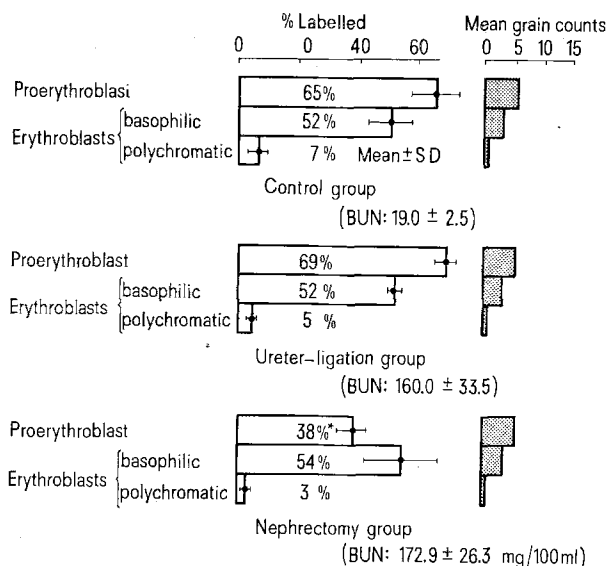 % Labelled Mean grain counts
0 20 0 60 0 5 10 15
Proerythroblast 65%
Erythroblasts basophilic 52%
polychromatic 7% Mean ± SD
Control group
(BUN: 19.0 ± 2.5)
Proerythroblast 69%
Erythroblasts basophilic 52%
polychromatic 5 %
Ureter-ligation group
(BUN: 160.0 ± 33.5)
Proerythroblast 38%*
Erythroblasts basophilic 54%
polychromatic 3 %
Nephrectomy group
(BUN: 172.9 ± 26.3 mg/100ml)